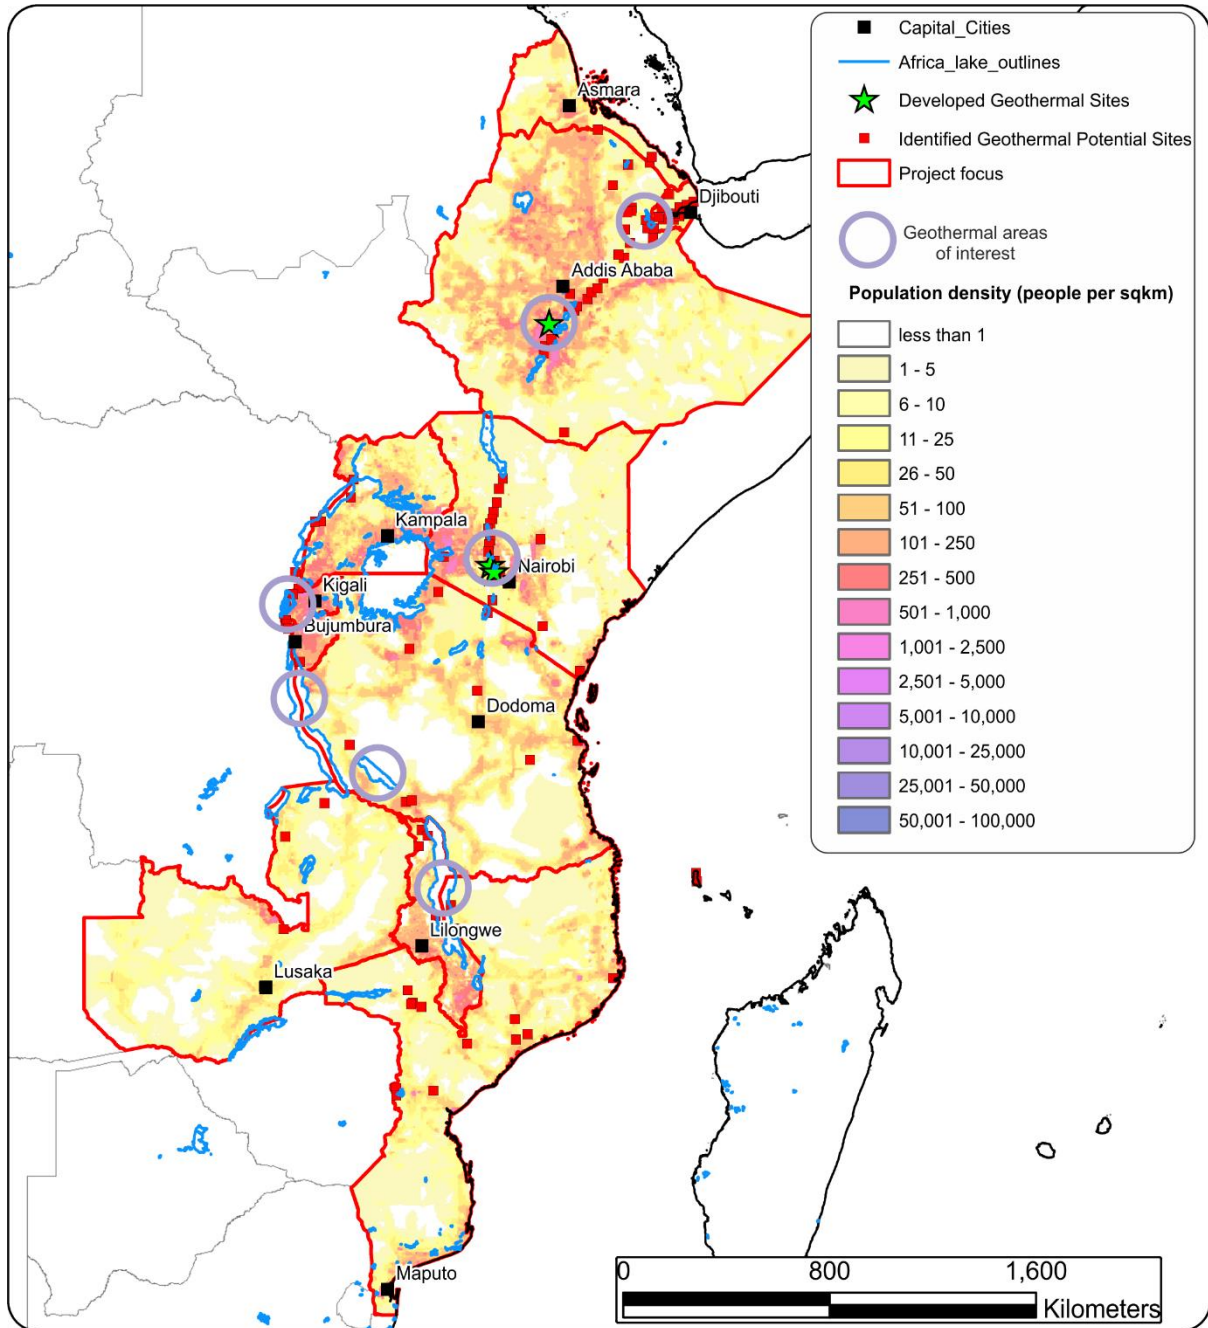 Capital_Cities
Africa_lake_outlines
Developed Geothermal Sites
Identified Geothermal Potential Sites
Project focus
Geothermal areas
of interest
Population density (people per sqkm)
less than 1
1 - 5
6 - 10
11 - 25
26 - 50
51 - 100
101 - 250
251 - 500
501 - 1,000
1,001 - 2,500
2,501 - 5,000
5,001 - 10,000
10,001 - 25,000
25,001 - 50,000
50,001 - 100,000
Asmara
Djibouti
Addis Ababa
Kampala
Nairobi
Kigali
Bujumbura
Dodoma
Lilongwe
Lusaka
Maputo
0 800 1,600
Kilometers